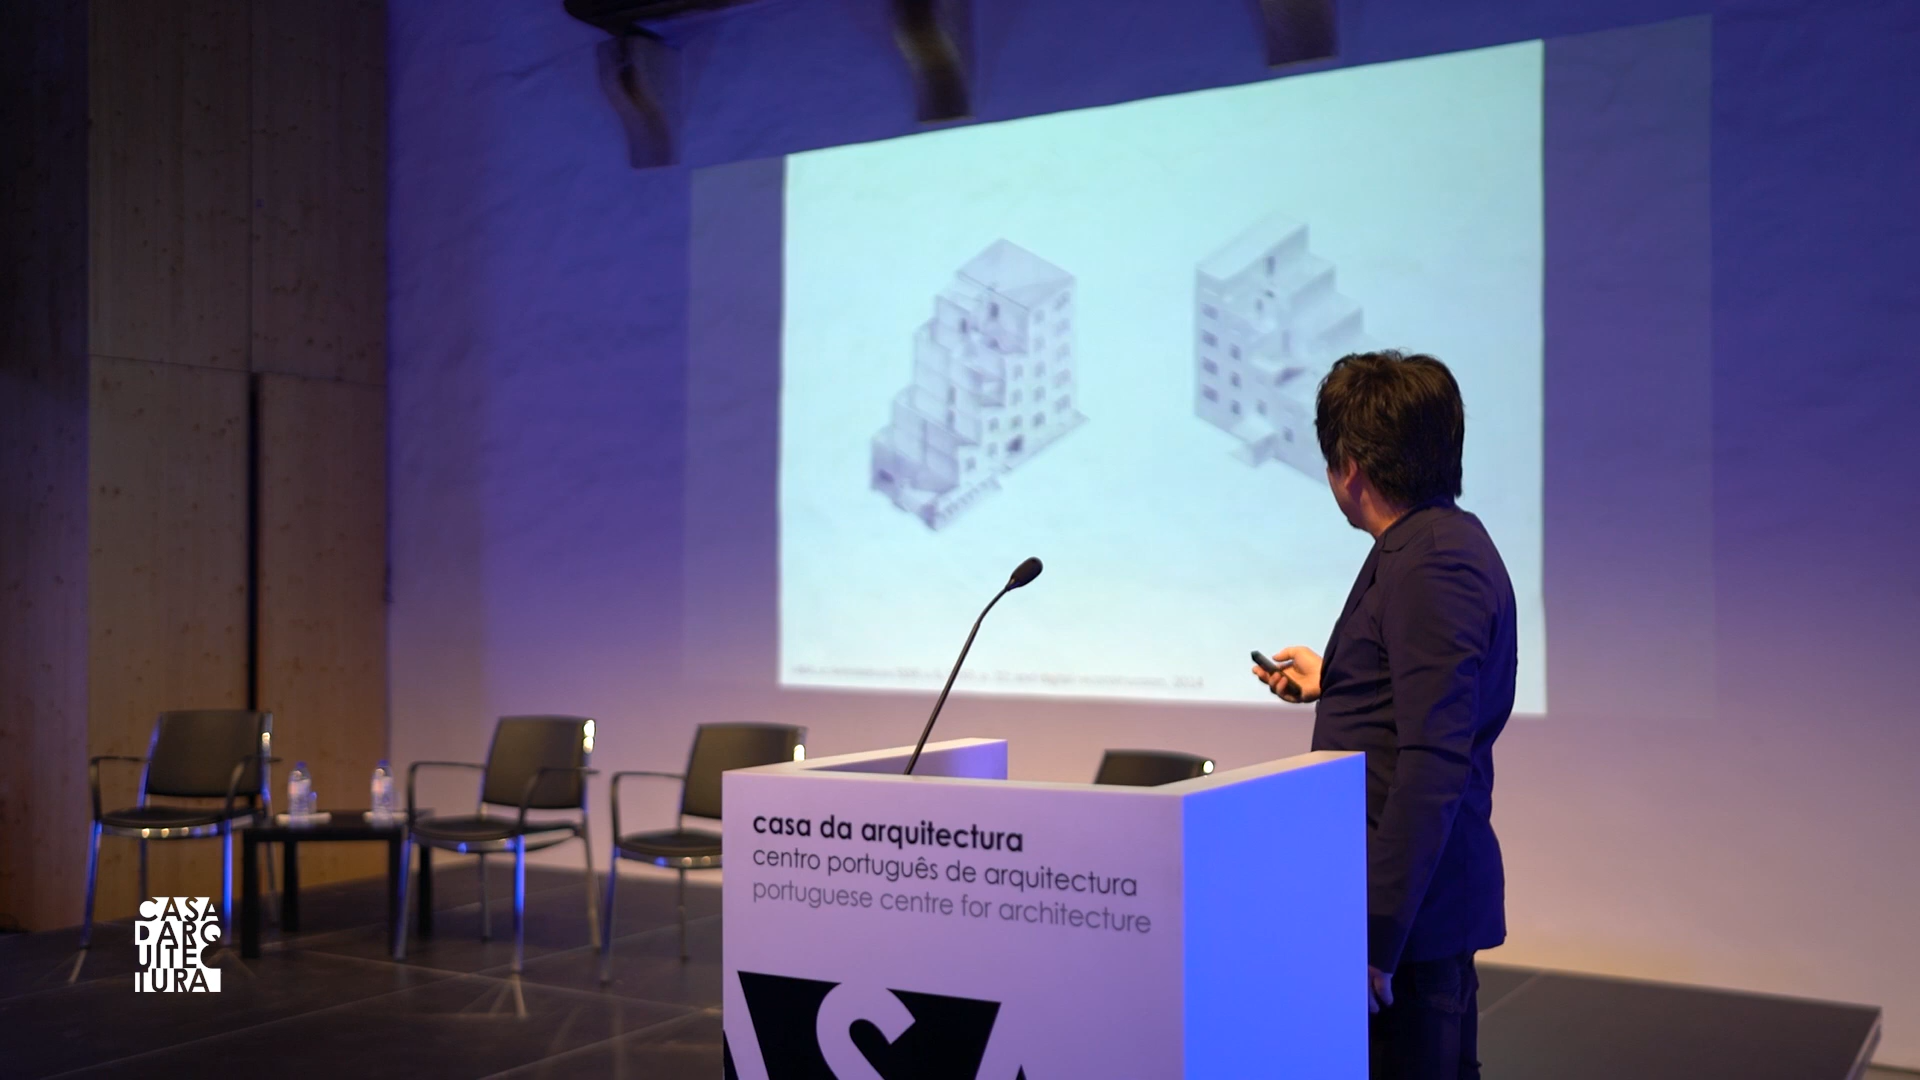 casa da arquitectura
centro português de arquitectura
portuguese centre for architecture
CASA
DARQ
UITEC
TURA